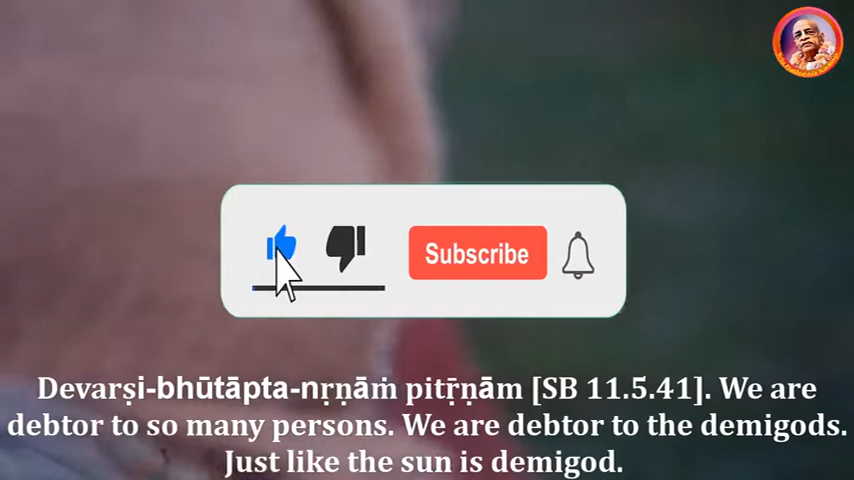 Subscribe
Devarṣi-bhūtāpta-nṛṇāṁ pitṝṇām [SB 11.5.41]. We are
debtor to so many persons. We are debtor to the demigods.
Just like the sun is demigod.